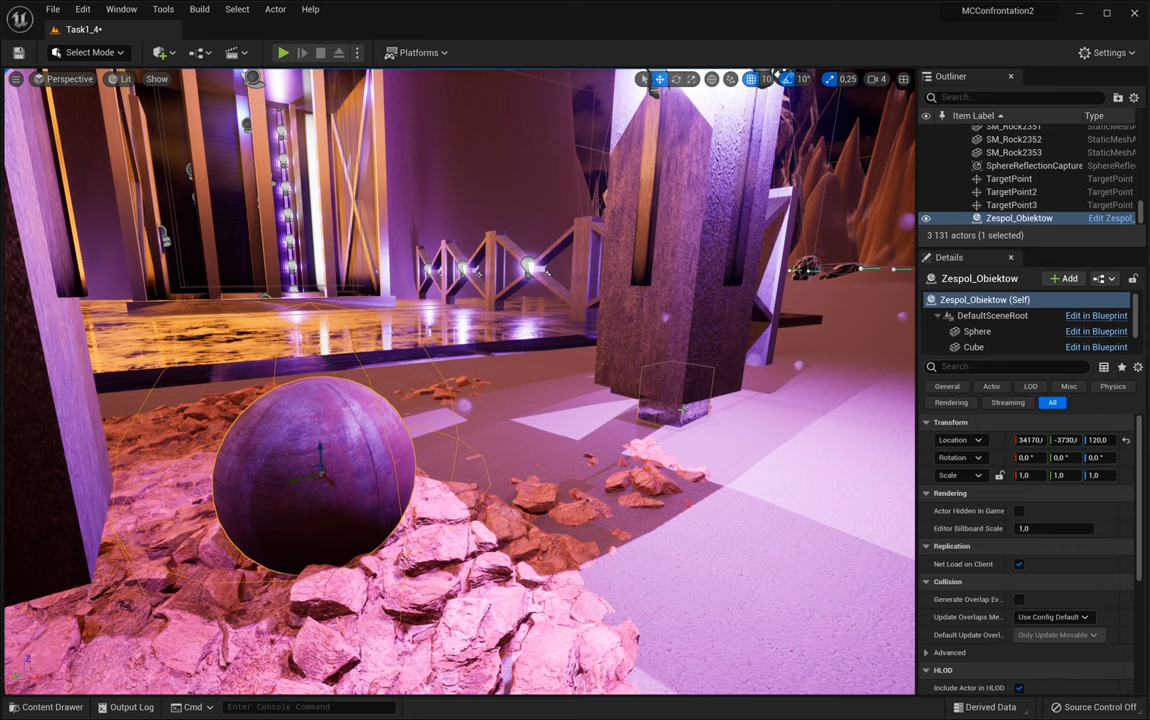 File Edit Window Tools Build Select Actor Help
MCConfrontation2
Task1_4*
Select Mode
Platforms
Settings
Perspective Lit Show
10 10° 0,25 4
Outliner
Search...
Item Label Type
SM_Rock2351 StaticMeshA
SM_Rock2352 StaticMeshA
SM_Rock2353 StaticMeshA
SphereReflectionCapture SphereReflec
TargetPoint TargetPoint
TargetPoint2 TargetPoint
TargetPoint3 TargetPoint
Zespol_Obiektow Edit Zespol_
3 131 actors (1 selected)
Details
Zespol_Obiektow + Add
Zespol_Obiektow (Self)
DefaultSceneRoot Edit in Blueprint
Sphere Edit in Blueprint
Cube Edit in Blueprint
Search
General Actor LOD Misc Physics
Rendering Streaming All
Transform
Location 34170,( -3730,( 120,0
Rotation 0,0 ° 0,0 ° 0,0 °
Scale 1,0 1,0 1,0
Rendering
Actor Hidden In Game
Editor Billboard Scale 1,0
Replication
Net Load on Client
Collision
Generate Overlap Ev...
Update Overlaps Me... Use Config Default
Default Update Overl... Only Update Movable
Advanced
HLOD
Include Actor in HLOD
Z
Content Drawer Output Log Cmd Enter Console Command Derived Data Source Control Off